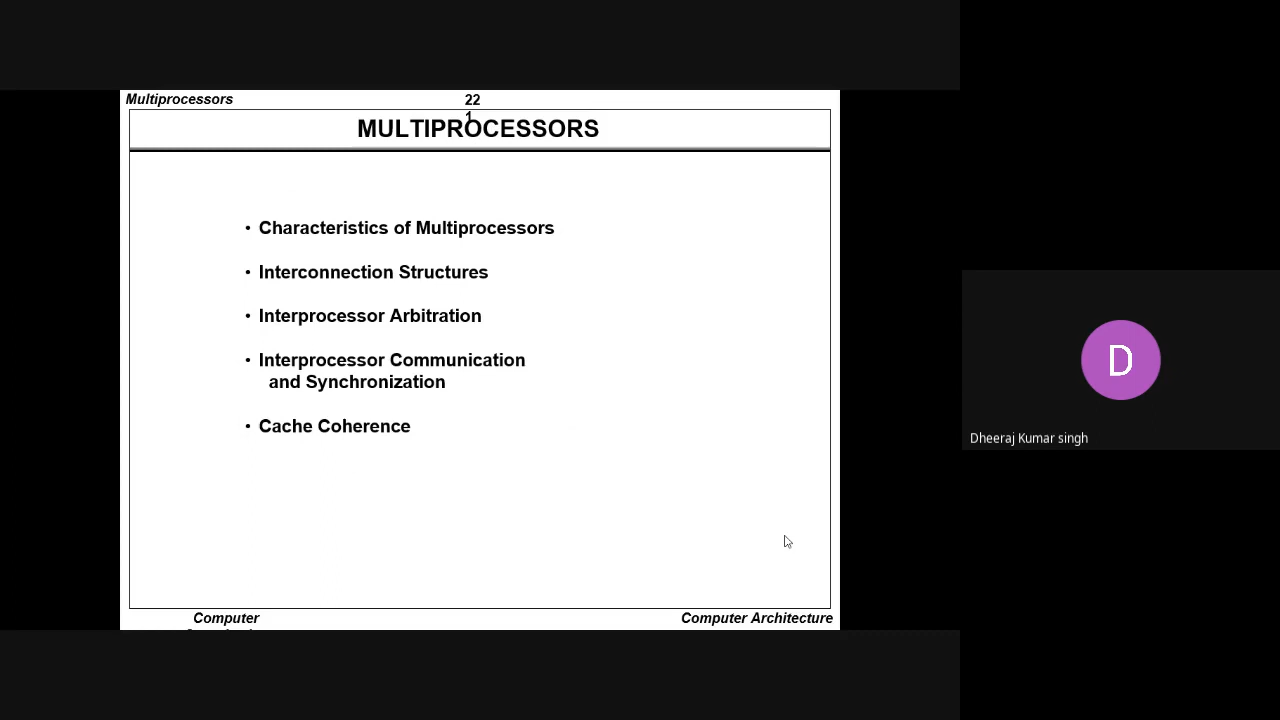 Multiprocessors
22
1
MULTIPROCESSORS
• Characteristics of Multiprocessors
• Interconnection Structures
• Interprocessor Arbitration
• Interprocessor Communication
and Synchronization
• Cache Coherence
Computer
Computer Architecture
D
Dheeraj Kumar singh